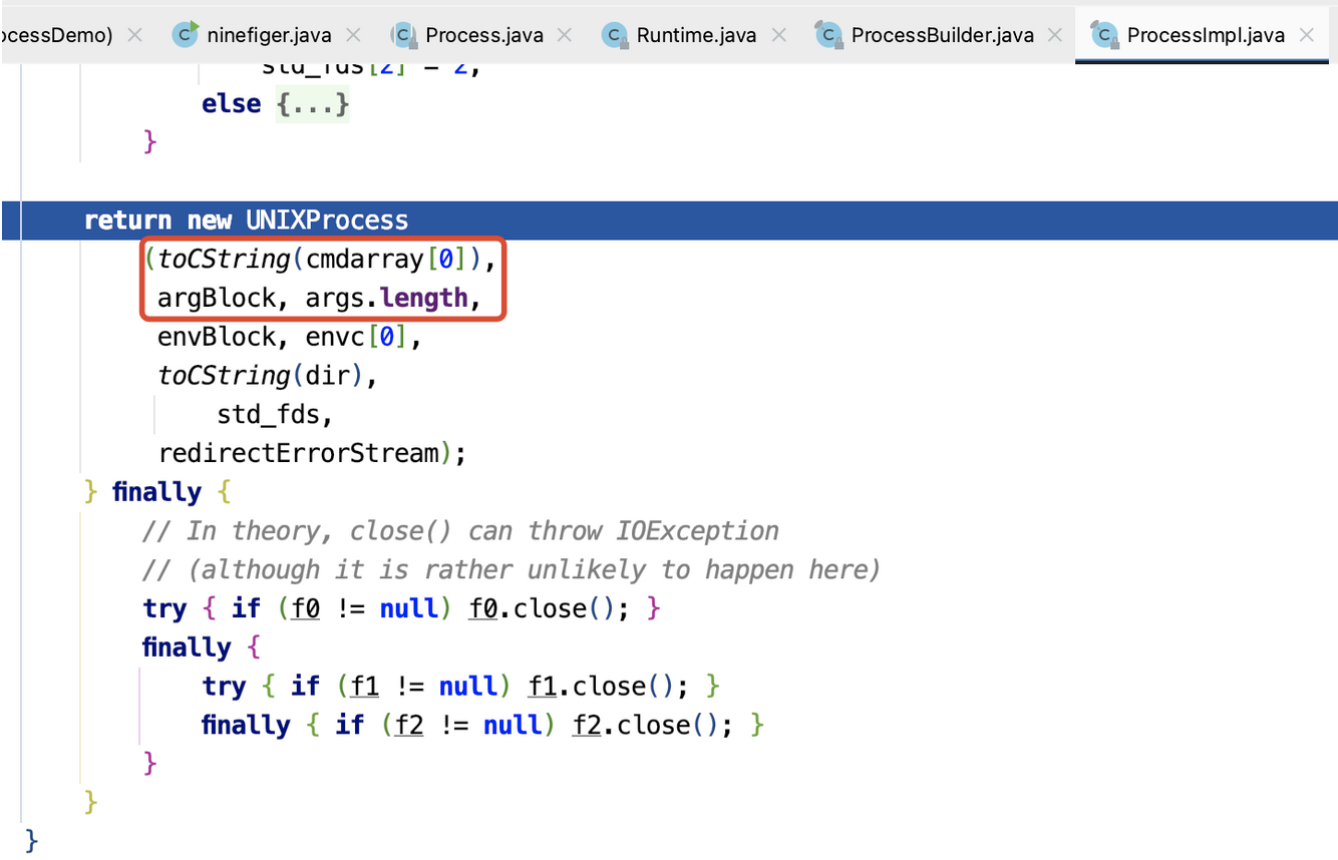 ocessDemo) ninefiger.java Process.java Runtime.java ProcessBuilder.java ProcessImpl.java
std_fds[2] = 2;
else {...}
}
return new UNIXProcess
(toCString(cmdarray[0]),
argBlock, args.length,
envBlock, envc[0],
toCString(dir),
std_fds,
redirectErrorStream);
} finally {
// In theory, close() can throw IOException
// (although it is rather unlikely to happen here)
try { if (f0 != null) f0.close(); }
finally {
try { if (f1 != null) f1.close(); }
finally { if (f2 != null) f2.close(); }
}
}
}